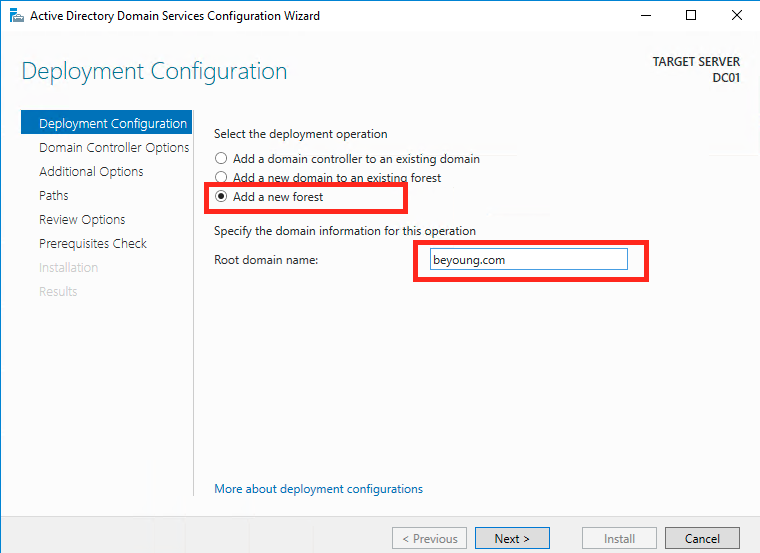 Active Directory Domain Services Configuration Wizard
Deployment Configuration
TARGET SERVER
DC01
Deployment Configuration
Domain Controller Options
Additional Options
Paths
Review Options
Prerequisites Check
Installation
Results
Select the deployment operation
Add a domain controller to an existing domain
Add a new domain to an existing forest
Add a new forest
Specify the domain information for this operation
Root domain name:
beyoung.com
More about deployment configurations
< Previous
Next >
Install
Cancel